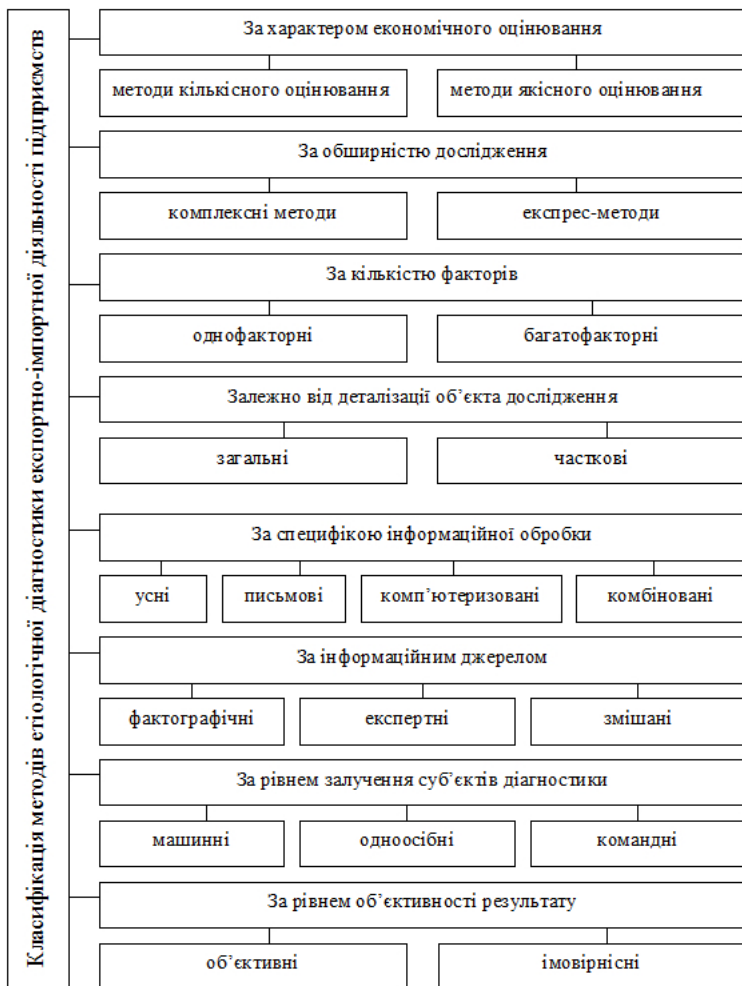 Класифікація методів етіологічної діагностики експортно-імпортної діяльності підприємств
За характером економічного оцінювання
методи кількісного оцінювання
методи якісного оцінювання
За обширністю дослідження
комплексні методи
експрес-методи
За кількістю факторів
однофакторні
багатофакторні
Залежно від деталізації об’єкта дослідження
загальні
часткові
За специфікою інформаційної обробки
усні
письмові
комп’ютеризовані
комбіновані
За інформаційним джерелом
фактографічні
експертні
змішані
За рівнем залучення суб’єктів діагностики
машинні
одноосібні
командні
За рівнем об’єктивності результату
об’єктивні
імовірнісні